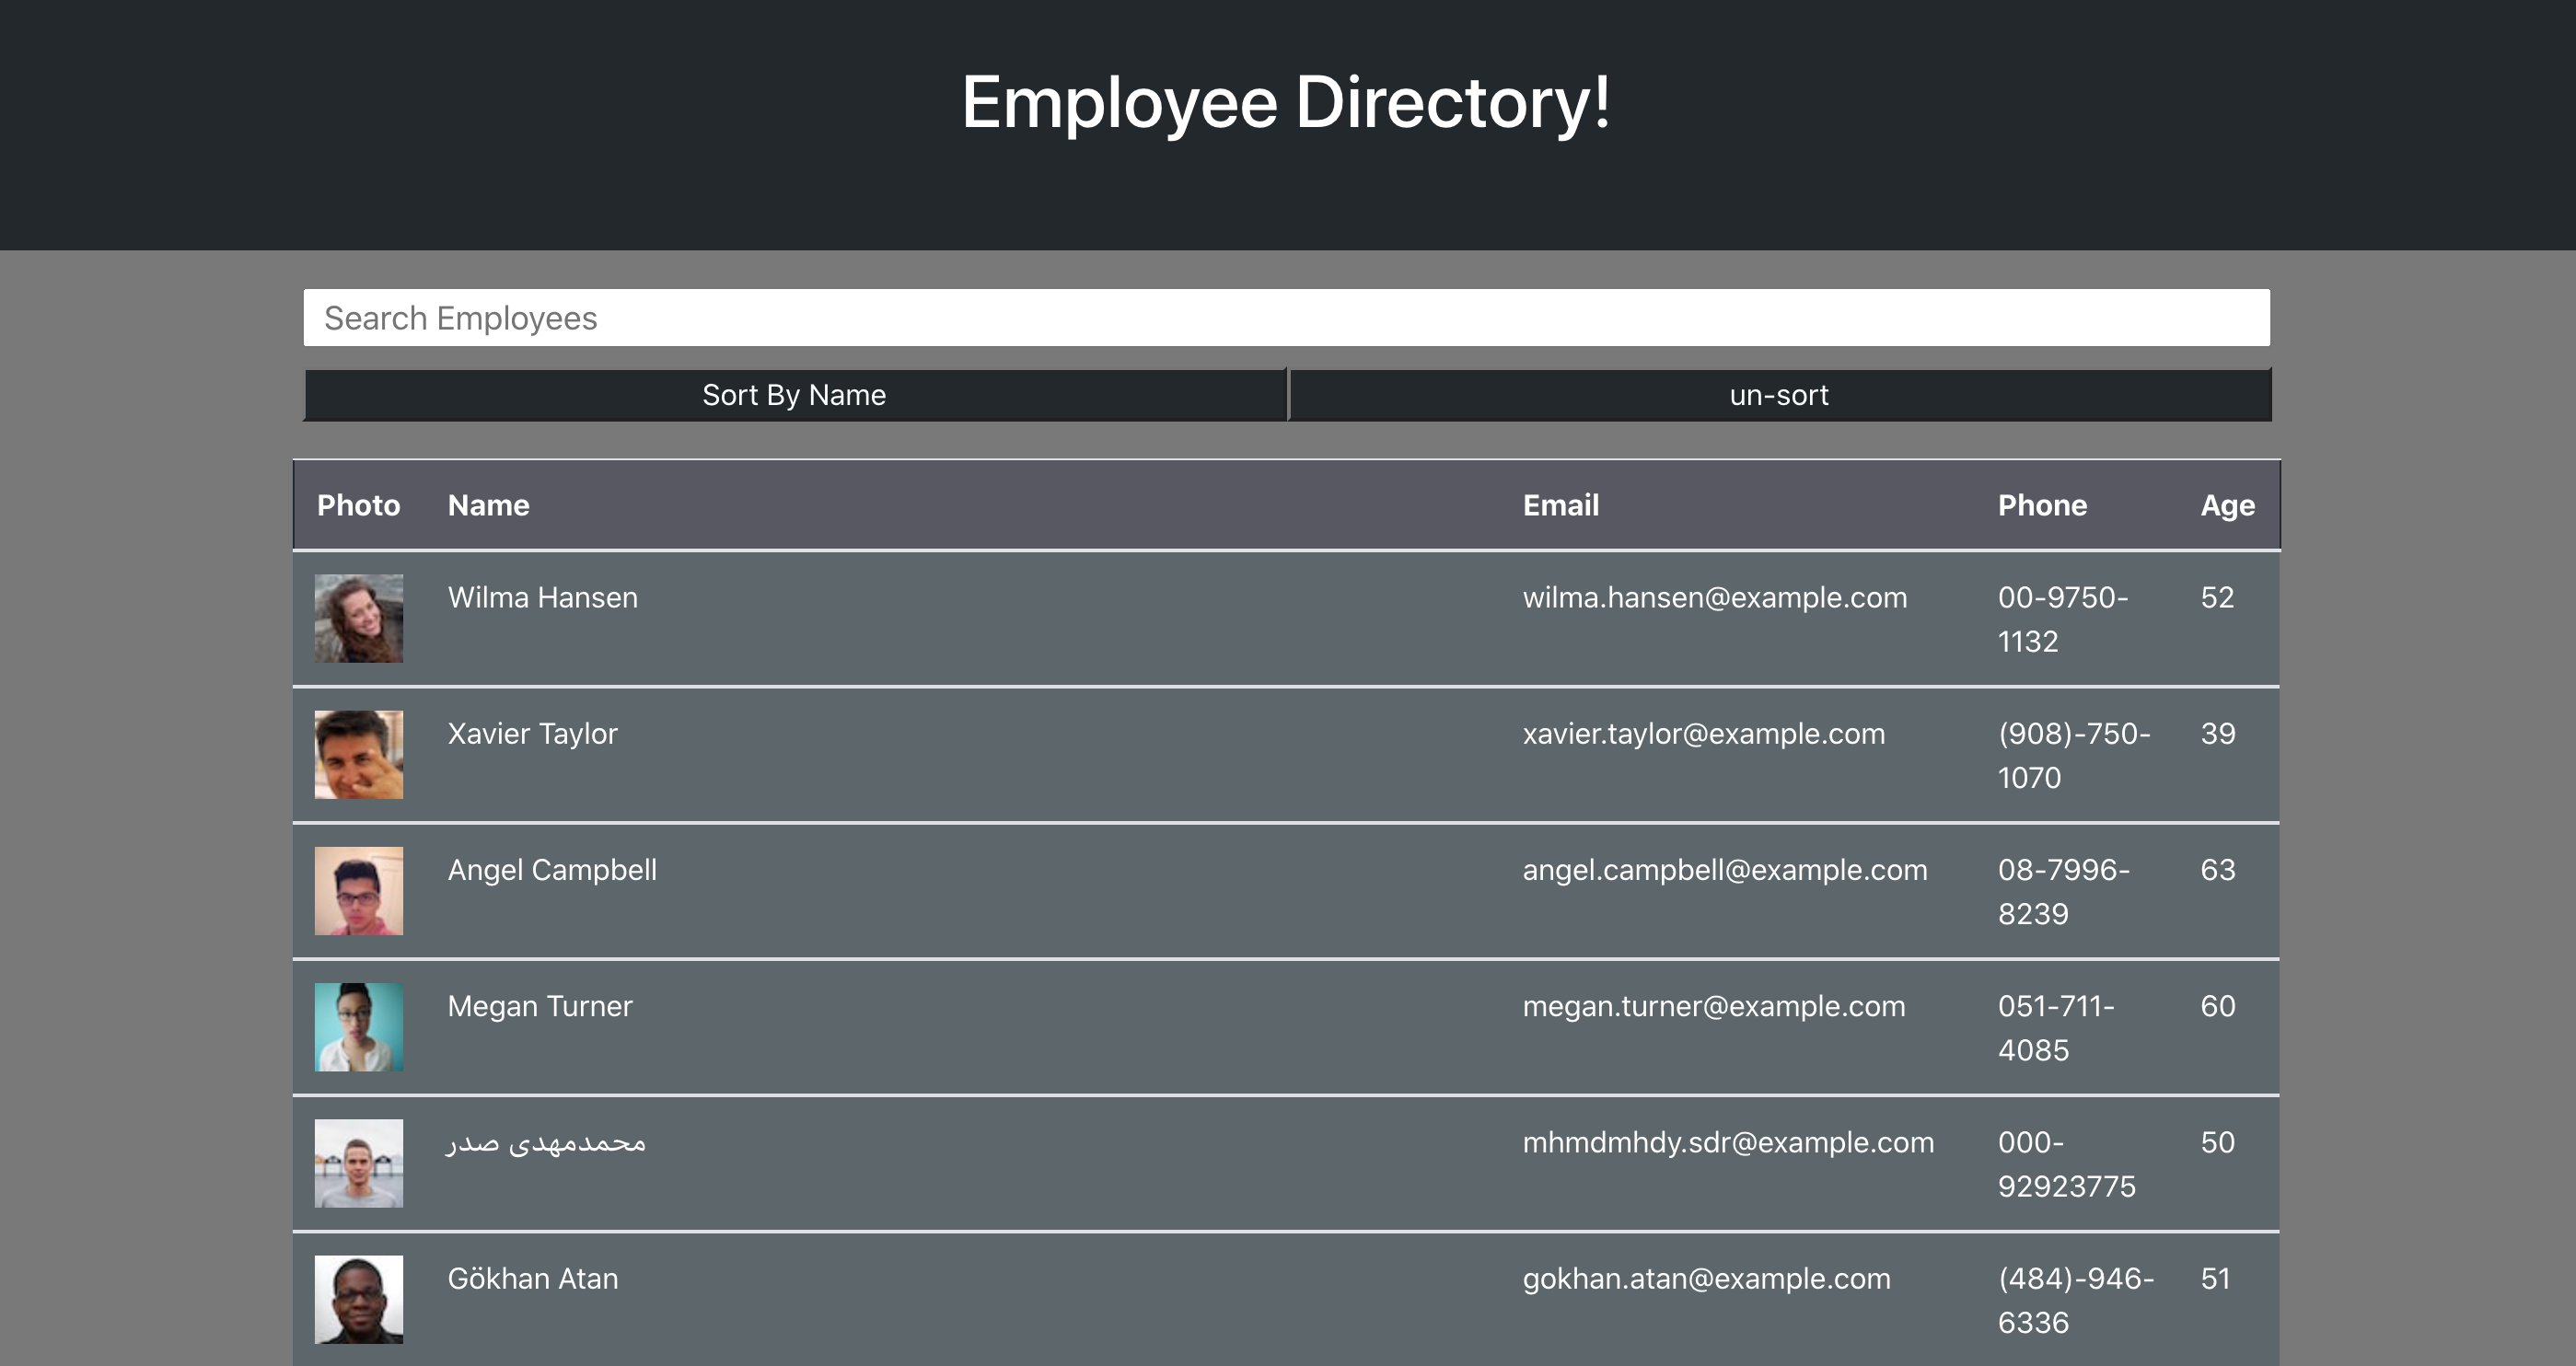 Employee Directory!
Search Employees
Sort By Name un-sort
Photo Name Email Phone Age
Wilma Hansen wilma.hansen@example.com 00-9750- 52
1132
Xavier Taylor xavier.taylor@example.com (908)-750- 39
1070
Angel Campbell angel.campbell@example.com 08-7996- 63
8239
Megan Turner megan.turner@example.com 051-711- 60
4085
محمدمهدی صدر mhmdmhdy.sdr@example.com 000- 50
92923775
Gökhan Atan gokhan.atan@example.com (484)-946- 51
6336